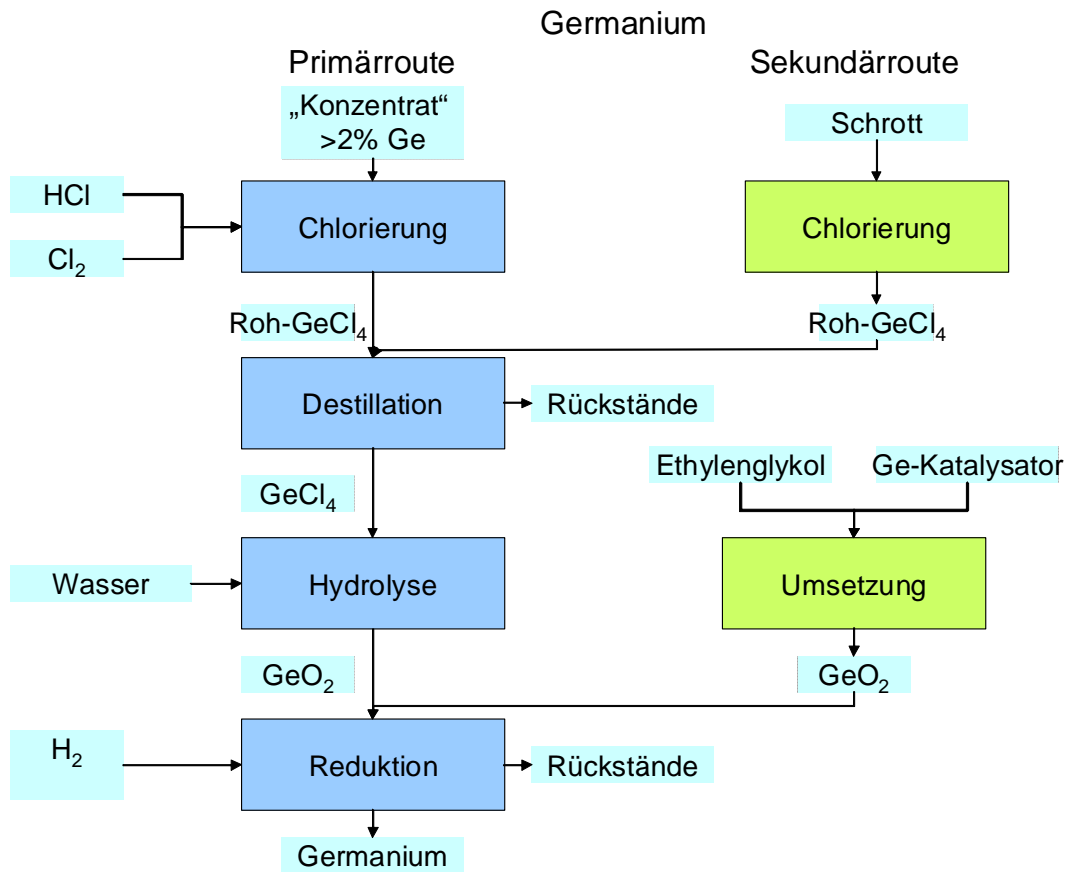 Germanium
Primärroute
Sekundärroute
„Konzentrat“
>2% Ge
Schrott
HCl
Cl₂
Chlorierung
Chlorierung
Roh-GeCl₄
Roh-GeCl₄
Destillation
Rückstände
Ethylenglykol
Ge-Katalysator
GeCl₄
Wasser
Hydrolyse
Umsetzung
GeO₂
GeO₂
H₂
Reduktion
Rückstände
Germanium